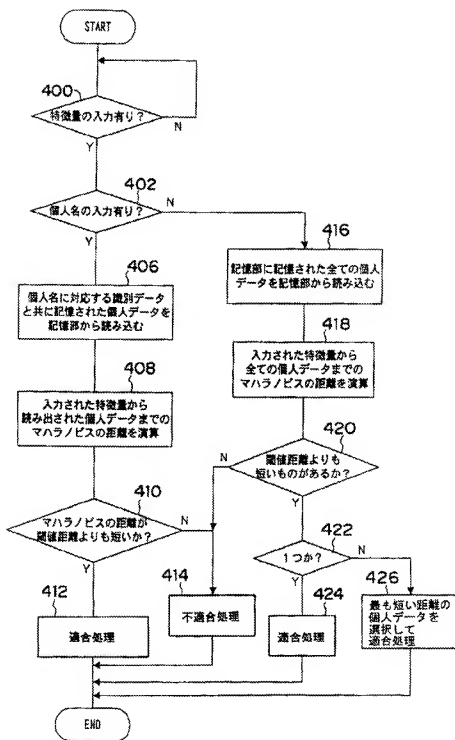 START
400
特徴量の入力有り?
N
Y
402
個人名の入力有り?
N
Y
406
個人名に対応する識別データ
と共に記憶された個人データを
記憶部から読み込む
416
記憶部に記憶された全ての個人
データを記憶部から読み込む
408
入力された特徴量から
読み出された個人データまでの
マハラノビスの距離を演算
418
入力された特徴量から
全ての個人データまでの
マハラノビスの距離を演算
410
マハラノビスの距離が
閾値距離よりも短いか?
N
Y
420
閾値距離よりも
短いものがあるか?
N
Y
422
1つか?
N
Y
412
適合処理
414
不適合処理
424
適合処理
426
最も短い距離の
個人データを
選択して
適合処理
END